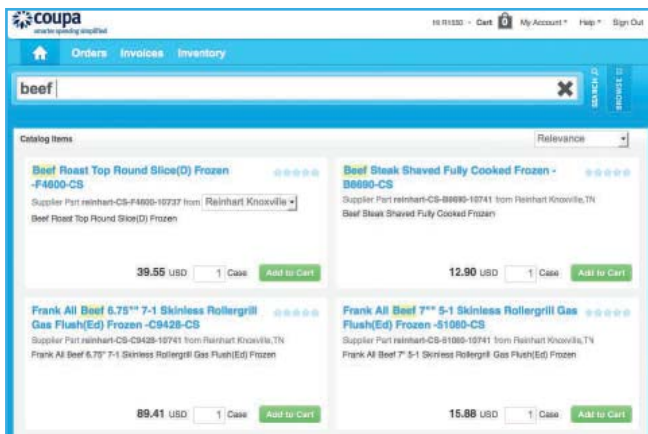 coupa
smarter spending simplified
Hi R1550 - Cart 0 My Account Help Sign Out
Orders Invoices Inventory
beef
SEARCH
BROWSE
Catalog Items
Relevance
Beef Roast Top Round Slice(D) Frozen
-F4600-CS
Supplier Part reinhart-CS-F4600-10737 from Reinhart Knoxville
Beef Roast Top Round Slice(D) Frozen
39.55 USD 1 Case Add to Cart
Beef Steak Shaved Fully Cooked Frozen -
B8690-CS
Supplier Part reinhart-CS-B8690-10741 from Reinhart Knoxville,TN
Beef Steak Shaved Fully Cooked Frozen
12.90 USD 1 Case Add to Cart
Frank All Beef 6.75"" 7-1 Skinless Rollergrill
Gas Flush(Ed) Frozen -C9428-CS
Supplier Part reinhart-CS-C9428-10741 from Reinhart Knoxville,TN
Frank All Beef 6.75" 7-1 Skinless Rollergrill Gas Flush(Ed) Frozen
89.41 USD 1 Case Add to Cart
Frank All Beef 7"" 5-1 Skinless Rollergrill Gas
Flush(Ed) Frozen -51060-CS
Supplier Part reinhart-CS-51060-10741 from Reinhart Knoxville,TN
Frank All Beef 7" 5-1 Skinless Rollergrill Gas Flush(Ed) Frozen
15.88 USD 1 Case Add to Cart